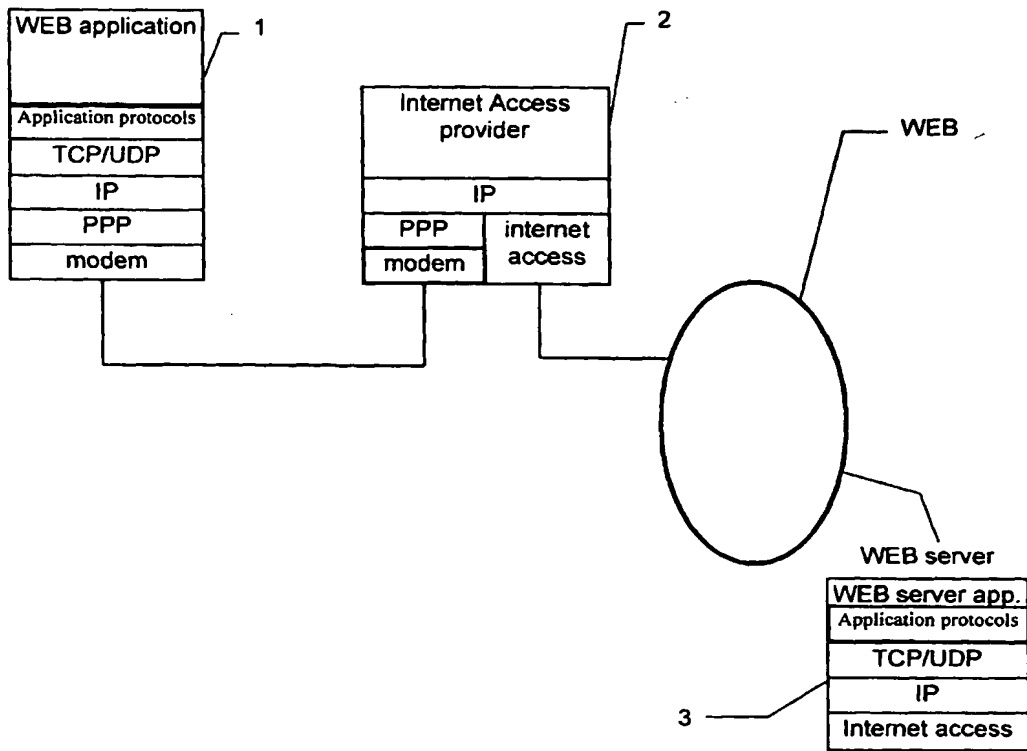 WEB application
1
Application protocols
TCP/UDP
IP
PPP
modem
2
Internet Access
provider
IP
PPP
modem
internet
access
WEB
WEB server
WEB server app.
Application protocols
TCP/UDP
IP
Internet access
3